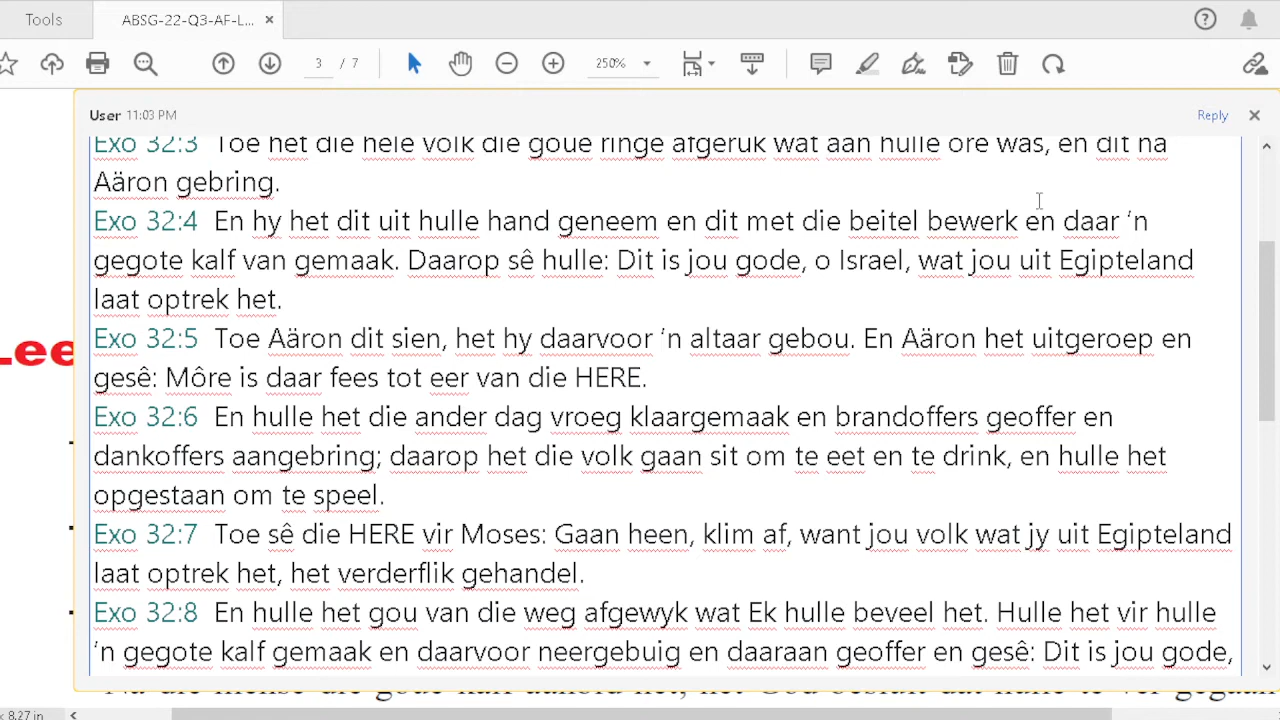 Tools
ABSG-22-Q3-AF-L... ×
3 / 7
250%
User 11:03 PM
Reply
Exo 32:3 Toe het die hele volk die goue ringe afgeruk wat aan hulle ore was, en dit na
Aäron gebring.
Exo 32:4 En hy het dit uit hulle hand geneem en dit met die beitel bewerk en daar ’n
gegote kalf van gemaak. Daarop sê hulle: Dit is jou gode, o Israel, wat jou uit Egipteland
laat optrek het.
Exo 32:5 Toe Aäron dit sien, het hy daarvoor ’n altaar gebou. En Aäron het uitgeroep en
gesê: Môre is daar fees tot eer van die HERE.
Exo 32:6 En hulle het die ander dag vroeg klaargemaak en brandoffers geoffer en
dankoffers aangebring; daarop het die volk gaan sit om te eet en te drink, en hulle het
opgestaan om te speel.
Exo 32:7 Toe sê die HERE vir Moses: Gaan heen, klim af, want jou volk wat jy uit Egipteland
laat optrek het, het verderflik gehandel.
Exo 32:8 En hulle het gou van die weg afgewyk wat Ek hulle beveel het. Hulle het vir hulle
’n gegote kalf gemaak en daarvoor neergebuig en daaraan geoffer en gesê: Dit is jou gode,
x 8,27 in